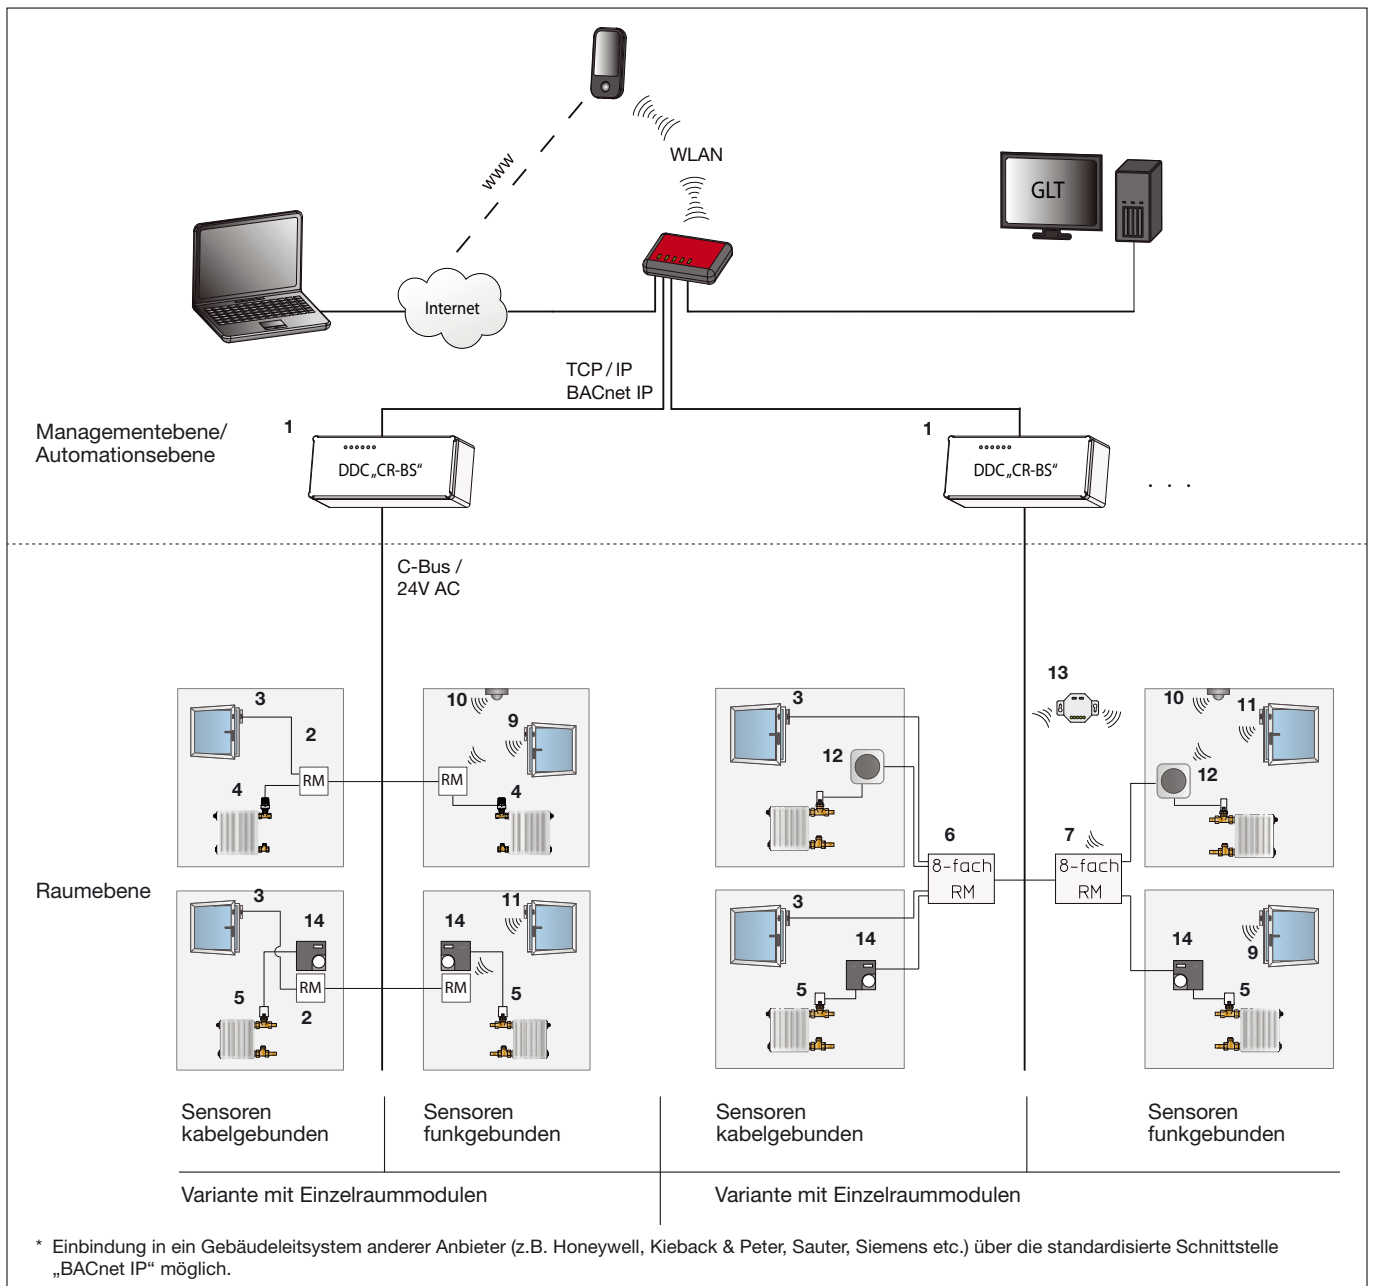 WLAN
www
GLT
Internet
TCP / IP
BACnet IP
Managementebene/
Automationsebene
1
DDC „CR-BS“
1
DDC „CR-BS“
. . .
C-Bus /
24V AC
Raumebene
3
2
RM
4
10
9
RM
4
3
12
13
10
11
12
6
8-fach
RM
7
8-fach
RM
3
14
RM
5
2
14
11
RM
5
3
14
5
14
9
5
Sensoren
kabelgebunden
Sensoren
funkgebunden
Sensoren
kabelgebunden
Sensoren
funkgebunden
Variante mit Einzelraummodulen
Variante mit Einzelraummodulen
* Einbindung in ein Gebäudeleitsystem anderer Anbieter (z.B. Honeywell, Kieback & Peter, Sauter, Siemens etc.) über die standardisierte Schnittstelle
„BACnet IP“ möglich.